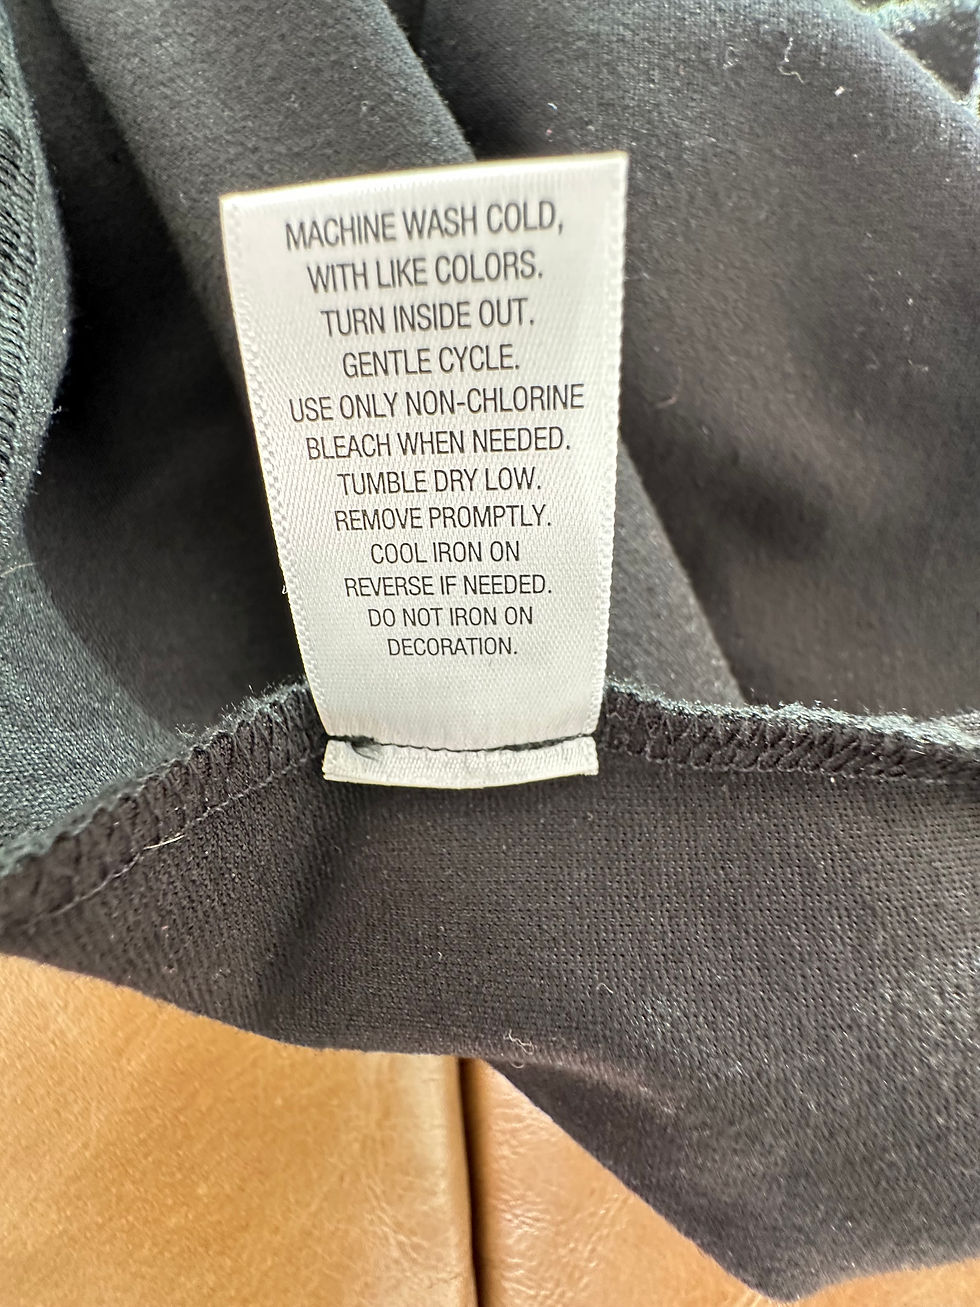 MACHINE WASH COLD,
WITH LIKE COLORS.
TURN INSIDE OUT.
GENTLE CYCLE.
USE ONLY NON-CHLORINE
BLEACH WHEN NEEDED.
TUMBLE DRY LOW.
REMOVE PROMPTLY.
COOL IRON ON
REVERSE IF NEEDED.
DO NOT IRON ON
DECORATION.